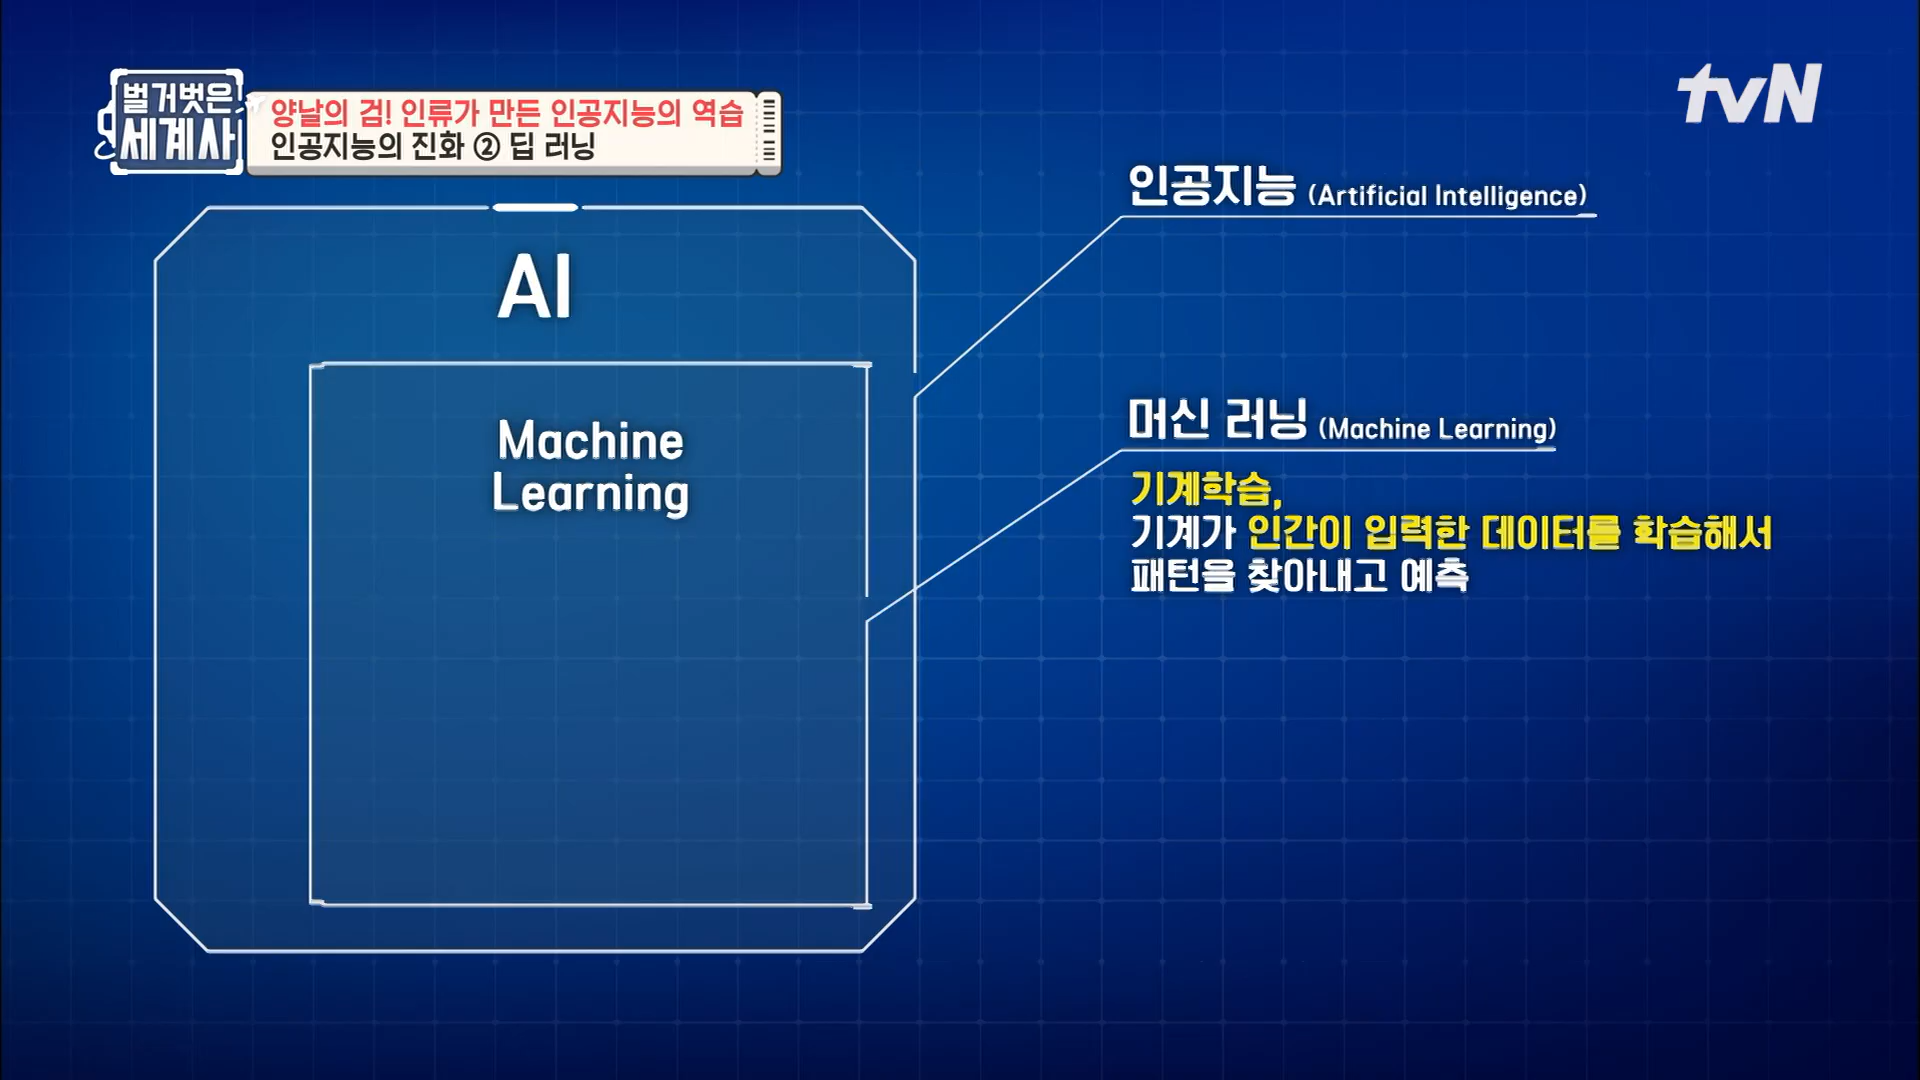 벌거벗은
세계사
양날의 검! 인류가 만든 인공지능의 역습
인공지능의 진화 ② 딥 러닝
tvN
AI
Machine
Learning
인공지능 (Artificial Intelligence)
머신 러닝 (Machine Learning)
기계학습,
기계가 인간이 입력한 데이터를 학습해서
패턴을 찾아내고 예측